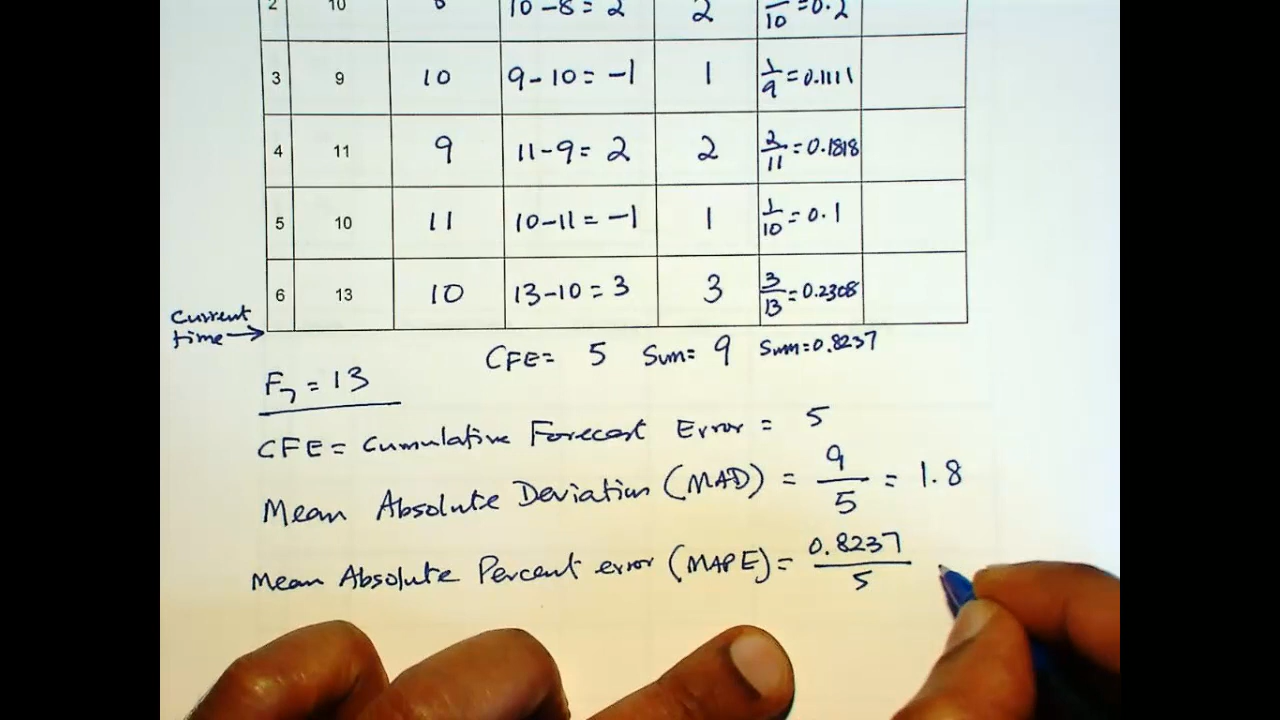 2 10 8 10-8= 2 2 /10=0.2
3 9 10 9-10= -1 1 1/9=0.1111
4 11 9 11-9= 2 2 2/11=0.1818
5 10 11 10-11= -1 1 1/10=0.1
6 13 10 13-10= 3 3 3/13=0.2308
Current
time→
CFE= 5 Sum= 9 Sum=0.8237
F7 = 13
CFE= Cumulative Forecast Error = 5
Mean Absolute Deviation (MAD) = 9/5 = 1.8
Mean Absolute Percent error (MAPE)= 0.8237/5